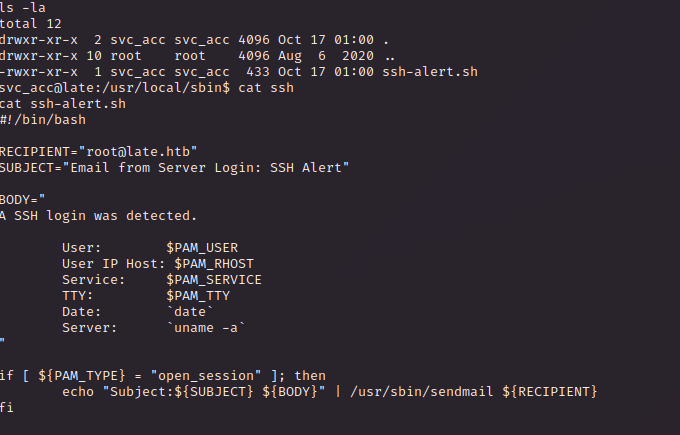 ls -la
total 12
drwxr-xr-x  2 svc_acc svc_acc 4096 Oct 17 01:00 .
drwxr-xr-x 10 root    root    4096 Aug  6  2020 ..
-rwxr-xr-x  1 svc_acc svc_acc  433 Oct 17 01:00 ssh-alert.sh
svc_acc@late:/usr/local/sbin$ cat ssh
cat ssh-alert.sh
#!/bin/bash

RECIPIENT="root@late.htb"
SUBJECT="Email from Server Login: SSH Alert"

BODY="
A SSH login was detected.

        User:        $PAM_USER
        User IP Host: $PAM_RHOST
        Service:     $PAM_SERVICE
        TTY:         $PAM_TTY
        Date:        `date`
        Server:      `uname -a`
"

if [ ${PAM_TYPE} = "open_session" ]; then
        echo "Subject:${SUBJECT} ${BODY}" | /usr/sbin/sendmail ${RECIPIENT}
fi